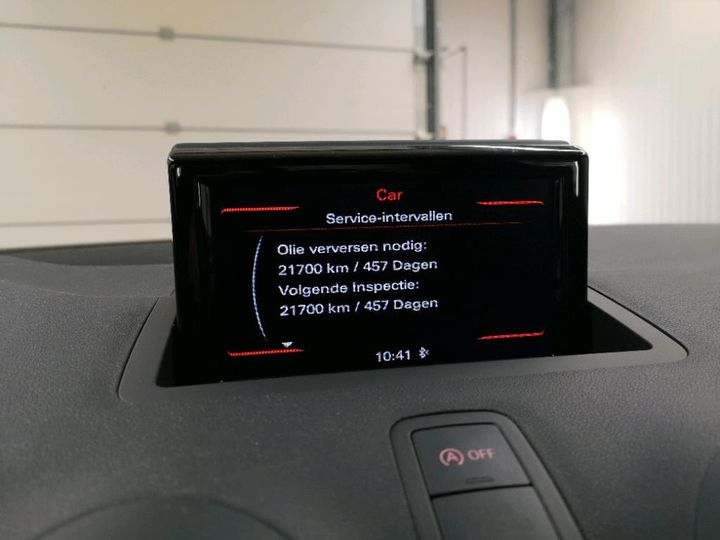 Car
Service-intervallen
Olie verversen nodig:
21700 km / 457 Dagen
Volgende inspectie:
21700 km / 457 Dagen
10:41
A OFF